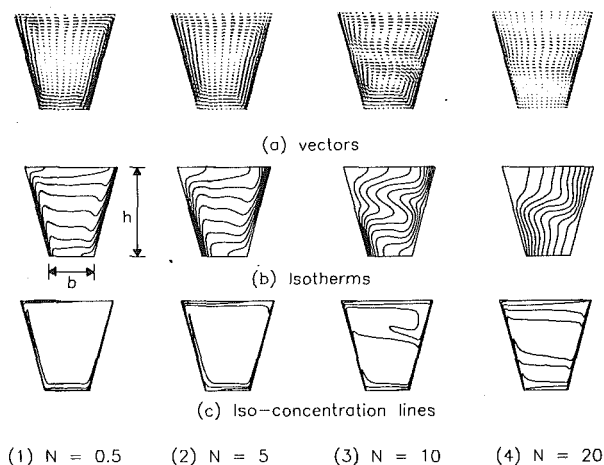 (a) vectors
h
b
(b) Isotherms
(c) Iso-concentration lines
(1) N = 0.5 (2) N = 5 (3) N = 10 (4) N = 20